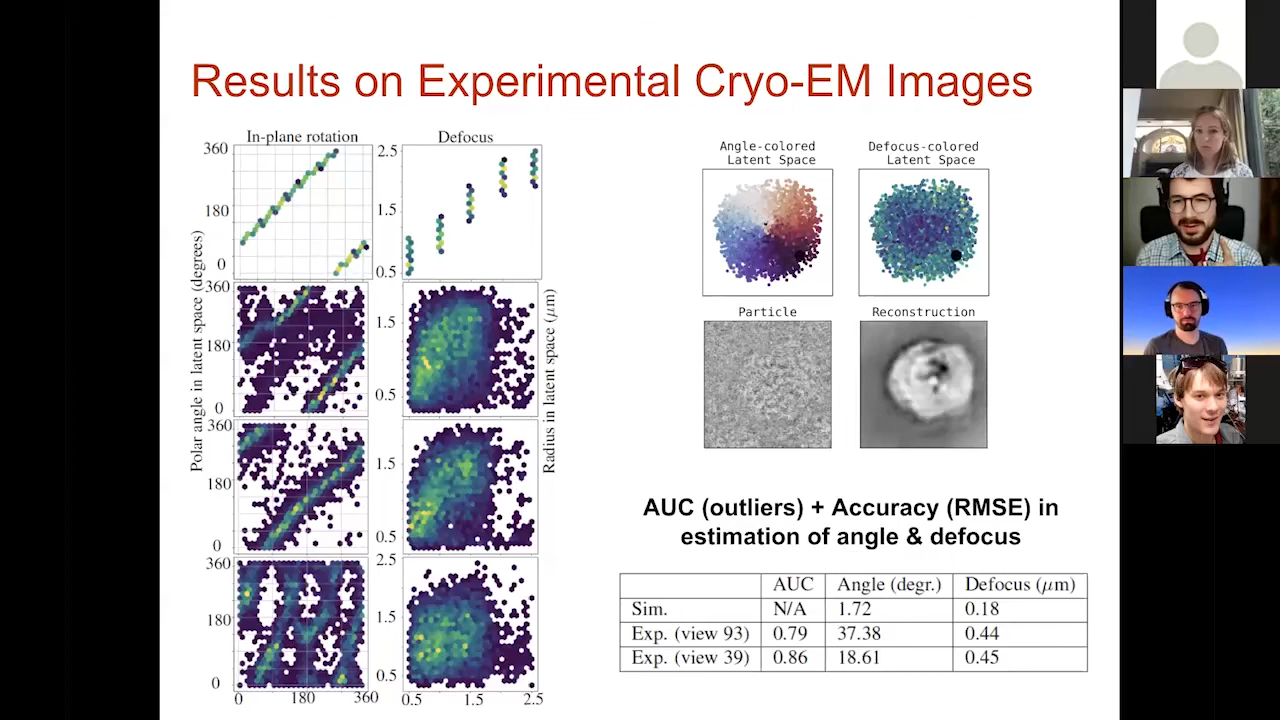 Results on Experimental Cryo-EM Images
In-plane rotation
Defocus
360
180
0
2.5
1.5
0.5
360
180
0
1.5
0.5
360
180
0
1.5
0.5
360
180
0
2.5
1.5
0.5
0 180 360
0.5 1.5 2.5
Polar angle in latent space (degrees)
Radius in latent space (μm)
Angle-colored
Latent Space
Defocus-colored
Latent Space
Particle
Reconstruction
AUC (outliers) + Accuracy (RMSE) in
estimation of angle & defocus
AUC Angle (degr.) Defocus (μm)
Sim. N/A 1.72 0.18
Exp. (view 93) 0.79 37.38 0.44
Exp. (view 39) 0.86 18.61 0.45